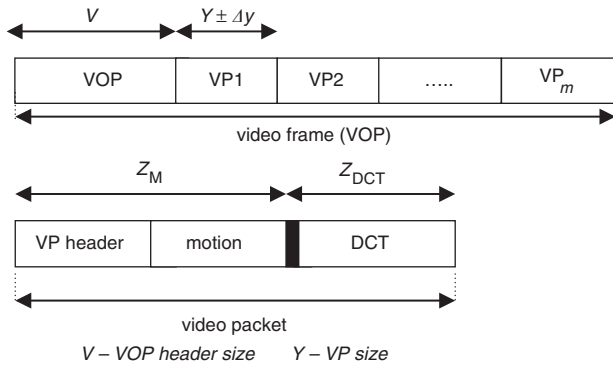 V Y ± Δy
VOP VP1 VP2 ..... VPm
video frame (VOP)
ZM ZDCT
VP header motion DCT
video packet
V – VOP header size Y – VP size